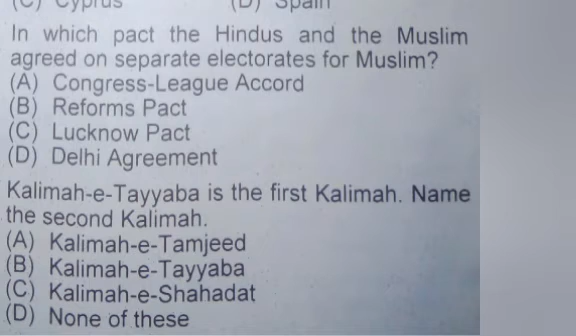 (C) Cyprus (D) Spain
In which pact the Hindus and the Muslim
agreed on separate electorates for Muslim?
(A) Congress-League Accord
(B) Reforms Pact
(C) Lucknow Pact
(D) Delhi Agreement
Kalimah-e-Tayyaba is the first Kalimah. Name
the second Kalimah.
(A) Kalimah-e-Tamjeed
(B) Kalimah-e-Tayyaba
(C) Kalimah-e-Shahadat
(D) None of these